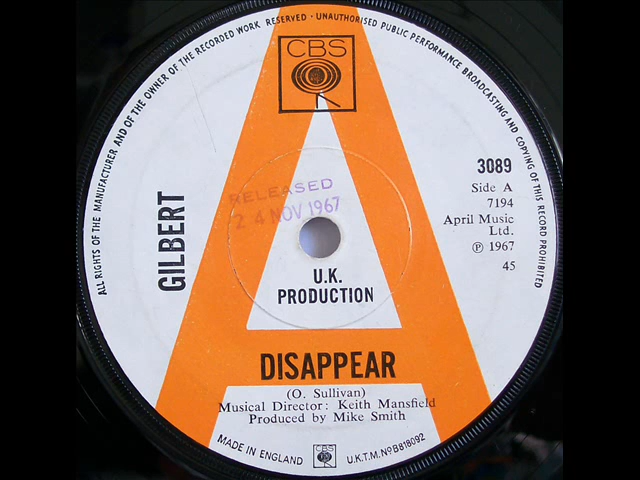 ALL RIGHTS OF THE MANUFACTURER AND OF THE OWNER OF THE RECORDED WORK RESERVED · UNAUTHORISED PUBLIC PERFORMANCE BROADCASTING AND COPYING OF THIS RECORD PROHIBITED
CBS
3089
Side A
7194
April Music
Ltd.
℗ 1967
45
RELEASED
24 NOV 1967
GILBERT
U.K.
PRODUCTION
DISAPPEAR
(O. Sullivan)
Musical Director: Keith Mansfield
Produced by Mike Smith
MADE IN ENGLAND
CBS
U.K.T.M. No B818092